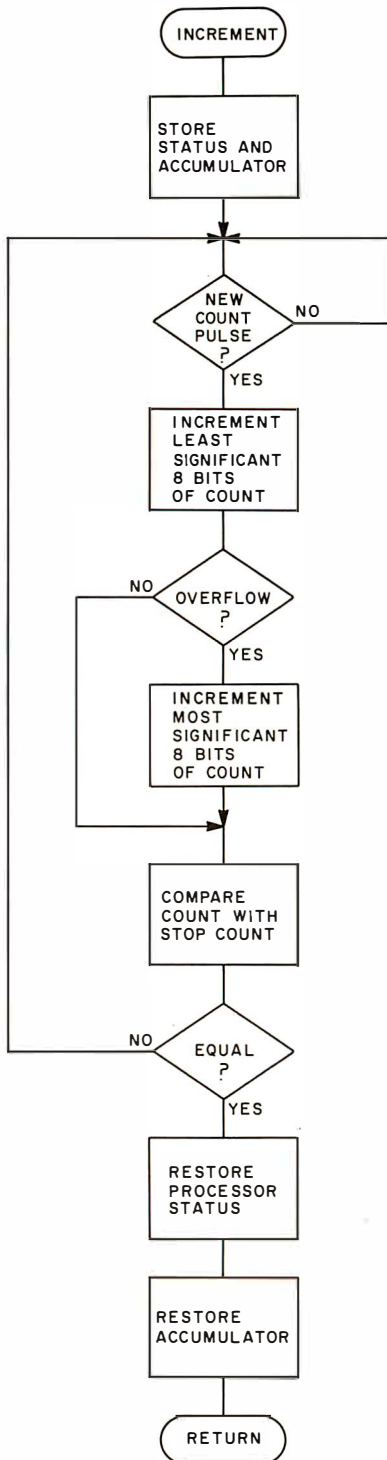 INCREMENT
STORE
STATUS AND
ACCUMULATOR
NEW
COUNT
PULSE
?
NO
YES
INCREMENT
LEAST
SIGNIFICANT
8 BITS
OF COUNT
NO
OVERFLOW
?
YES
INCREMENT
MOST
SIGNIFICANT
8 BITS
OF COUNT
COMPARE
COUNT WITH
STOP COUNT
NO
EQUAL
?
YES
RESTORE
PROCESSOR
STATUS
RESTORE
ACCUMULATOR
RETURN